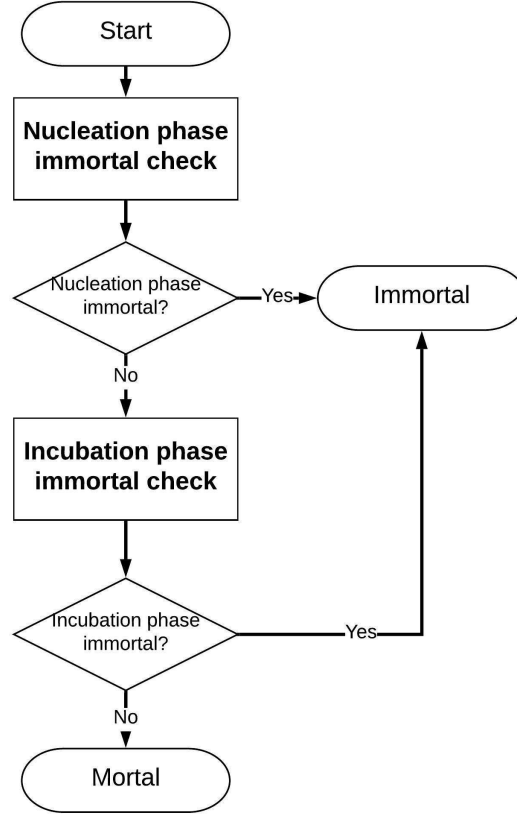 Start
Nucleation phase
immortal check
Nucleation phase
immortal?
Yes
Immortal
No
Incubation phase
immortal check
Incubation phase
immortal?
Yes
No
Mortal